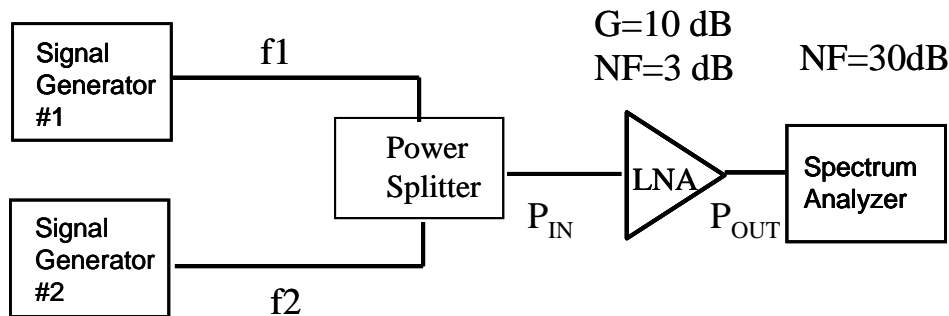 G=10 dB
NF=3 dB
NF=30dB
Signal
Generator
#1
f1
Power
Splitter
LNA
Spectrum
Analyzer
P_IN
P_OUT
Signal
Generator
#2
f2